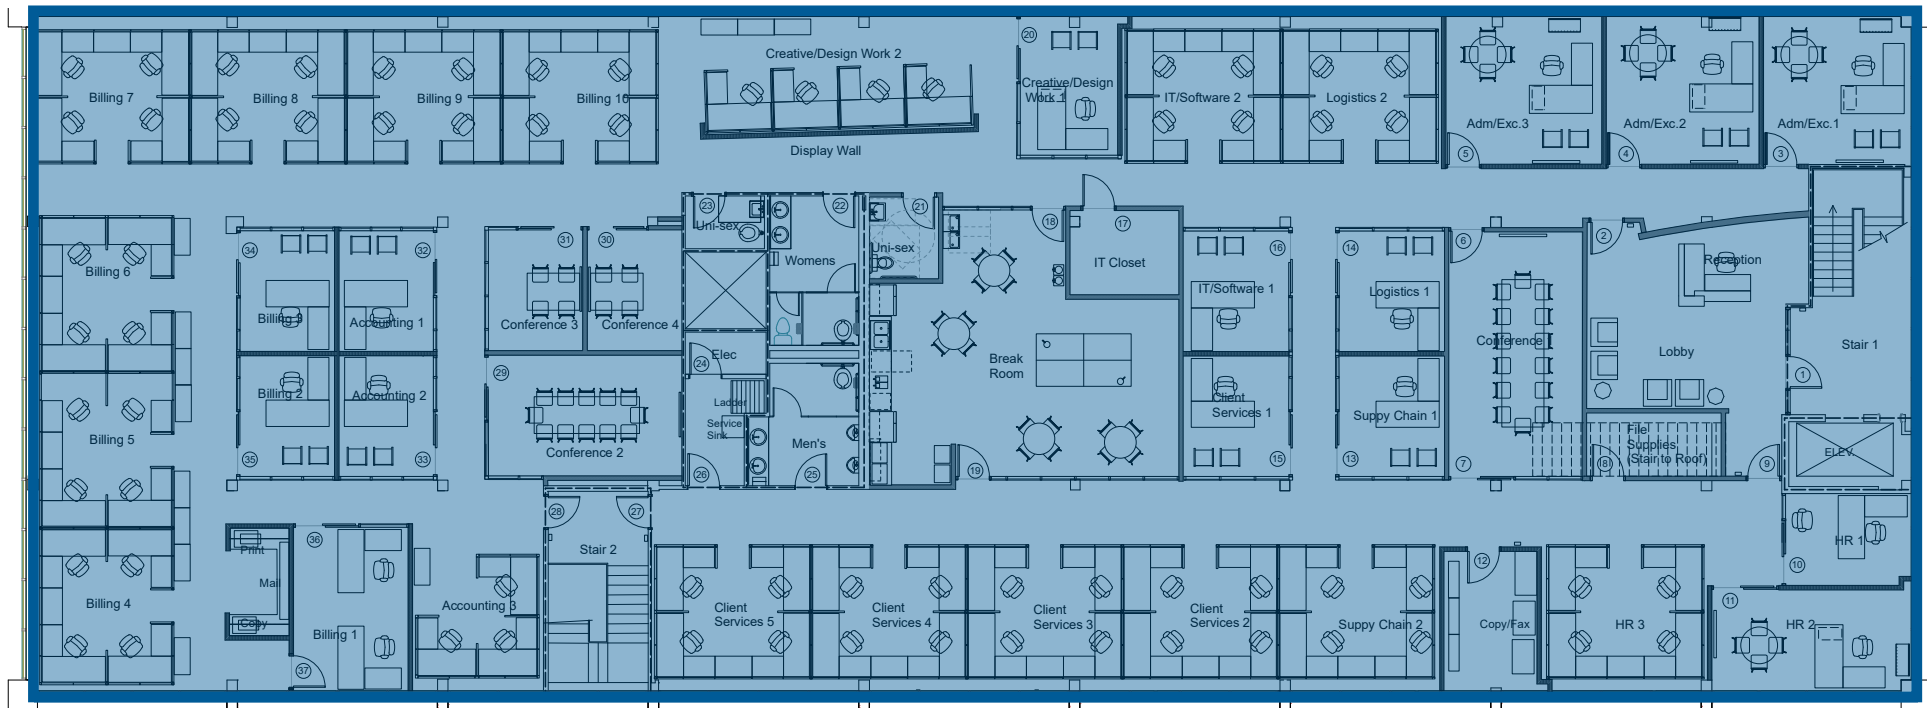 Creative/Design Work 2
20
Creative/Design
Work 1
Billing 7
Billing 8
Billing 9
Billing 10
IT/Software 2
Logistics 2
Adm/Exc.3
Adm/Exc.2
Adm/Exc.1
Display Wall
5
4
3
23
22
21
18
17
Uni-sex
Uni-sex
34
32
31
30
16
14
6
2
Womens
IT Closet
Reception
Billing 6
IT/Software 1
Logistics 1
Billing 3
Accounting 1
Conference 3
Conference 4
Conference 1
Stair 1
Elec
24
Break
Room
Lobby
29
1
Billing 2
Accounting 2
Ladder
Client
Services 1
Suppy Chain 1
Service
Sink
Billing 5
Men's
File
Supplies
(Stair to Roof)
Conference 2
ELEV.
35
33
26
25
19
15
13
7
8
9
28
27
36
Print
Stair 2
HR 1
12
10
Mail
Billing 4
Accounting 3
11
Client
Services 5
Client
Services 4
Client
Services 3
Client
Services 2
Suppy Chain 2
Copy/Fax
HR 3
HR 2
Copy
Billing 1
37